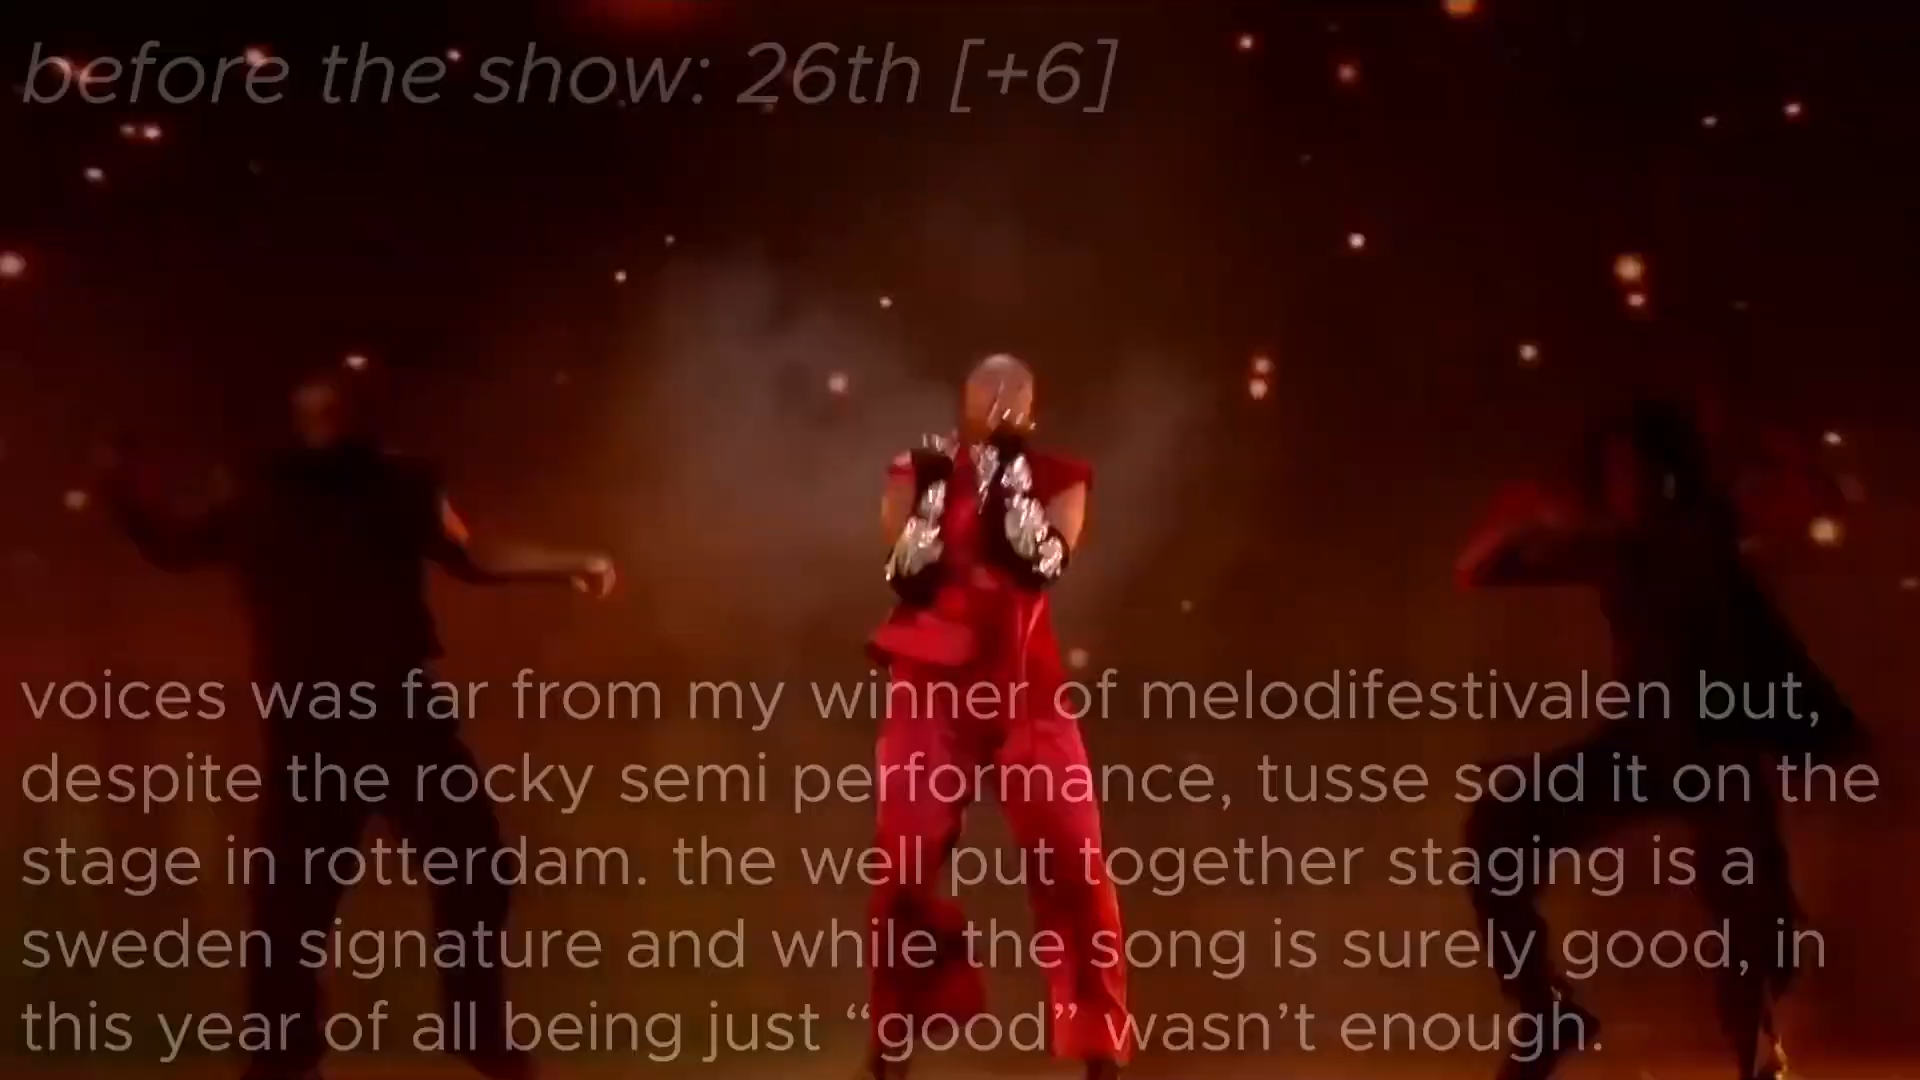 before the show: 26th [+6]
voices was far from my winner of melodifestivalen but,
despite the rocky semi performance, tusse sold it on the
stage in rotterdam. the well put together staging is a
sweden signature and while the song is surely good, in
this year of all being just “good” wasn’t enough.